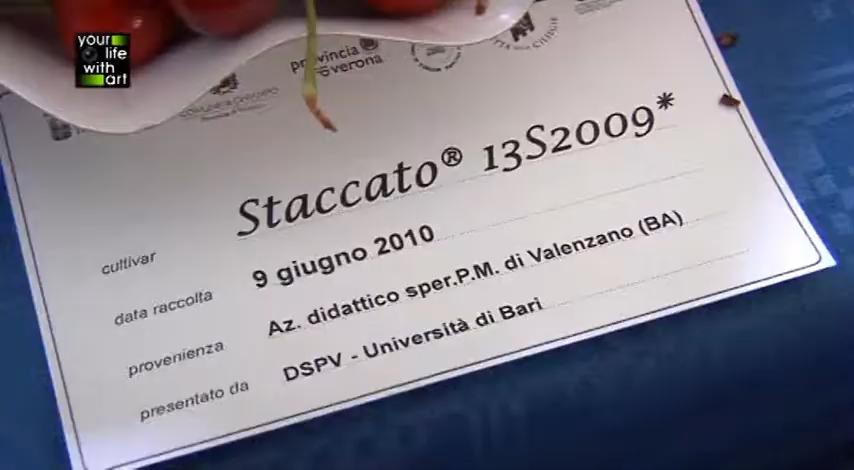 your
life
with
art
provincia
verona
Staccato® 13S2009*
cultivar
9 giugno 2010
data raccolta
Az. didattico sper.P.M. di Valenzano (BA)
provenienza
DSPV - Università di Bari
presentato da